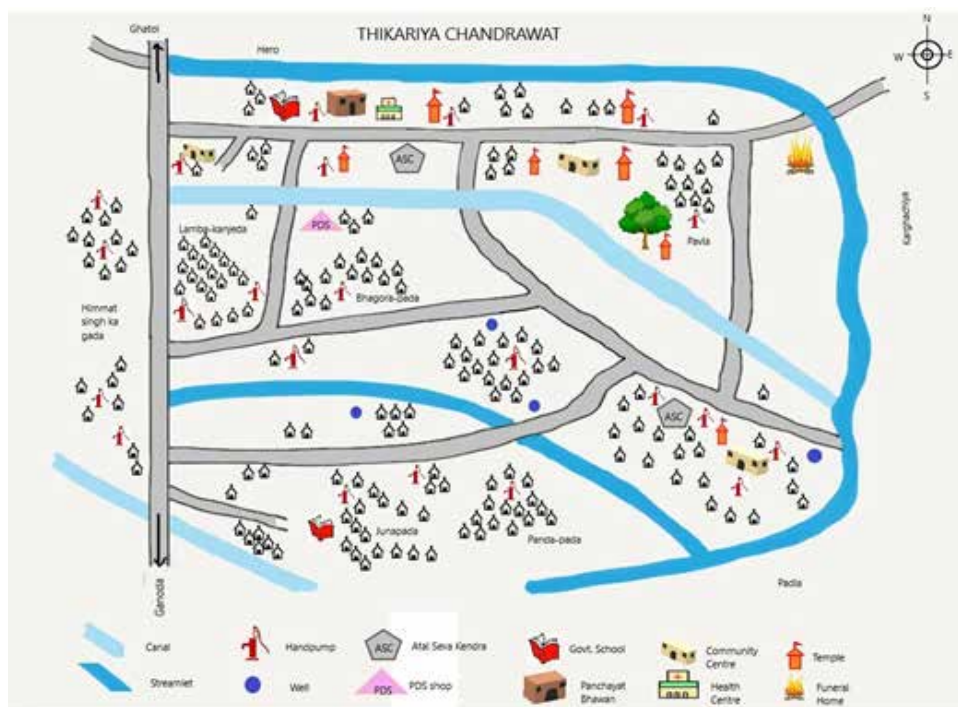 Ghatol
THIKARIYA CHANDRAWAT
N
W
E
S
Hero
ASC
Karghachiya
Lamba-kanjeda
PDS
Pavla
Bhagora-pada
Himmat
singh ka
gada
ASC
Junapada
Panda-pada
Padla
Ganoda
Canal
Handpump
ASC
Atal Seva Kendra
Govt. School
Community
Centre
Temple
Streamlet
Well
PDS
PDS shop
Panchayat
Bhawan
Health
Centre
Funeral
Home